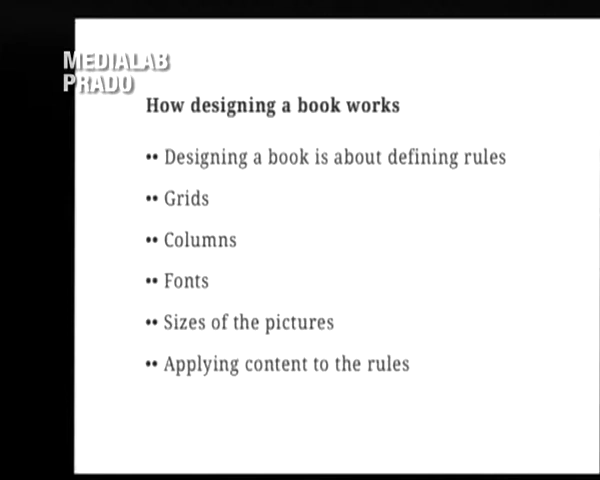 MEDIALAB
PRADO
How designing a book works
•• Designing a book is about defining rules
•• Grids
•• Columns
•• Fonts
•• Sizes of the pictures
•• Applying content to the rules